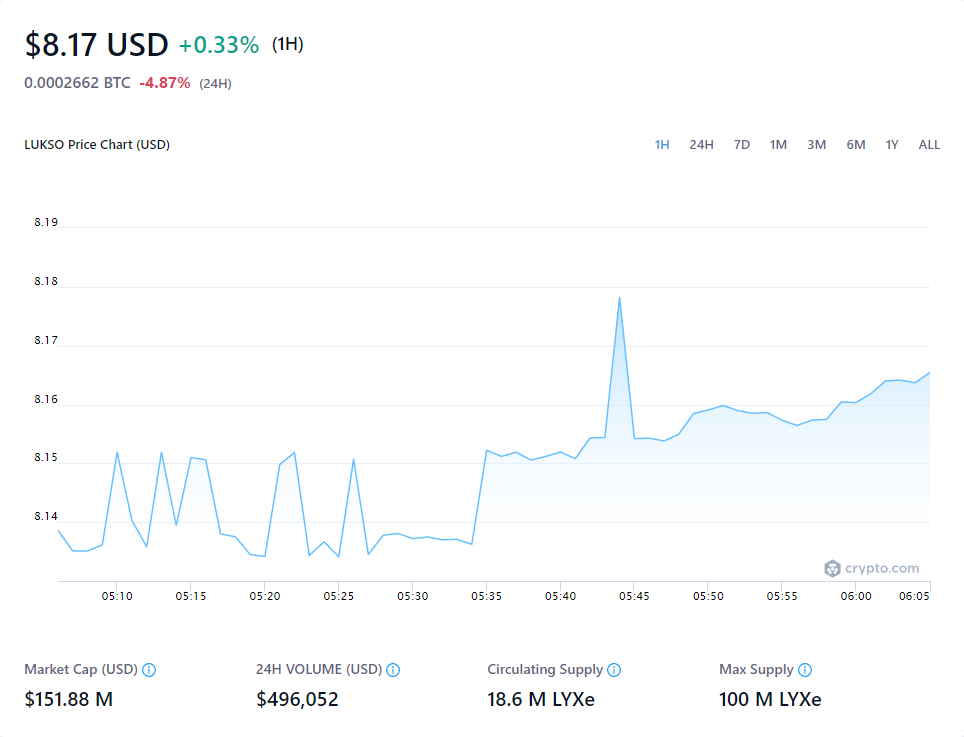 $8.17 USD +0.33% (1H)
0.0002662 BTC -4.87% (24H)
LUKSO Price Chart (USD) 1H 24H 7D 1M 3M 6M 1Y ALL
8.19
8.18
8.17
8.16
8.15
8.14
crypto.com
05:10 05:15 05:20 05:25 05:30 05:35 05:40 05:45 05:50 05:55 06:00 06:05
Market Cap (USD) 24H VOLUME (USD) Circulating Supply Max Supply
$151.88 M $496,052 18.6 M LYXe 100 M LYXe